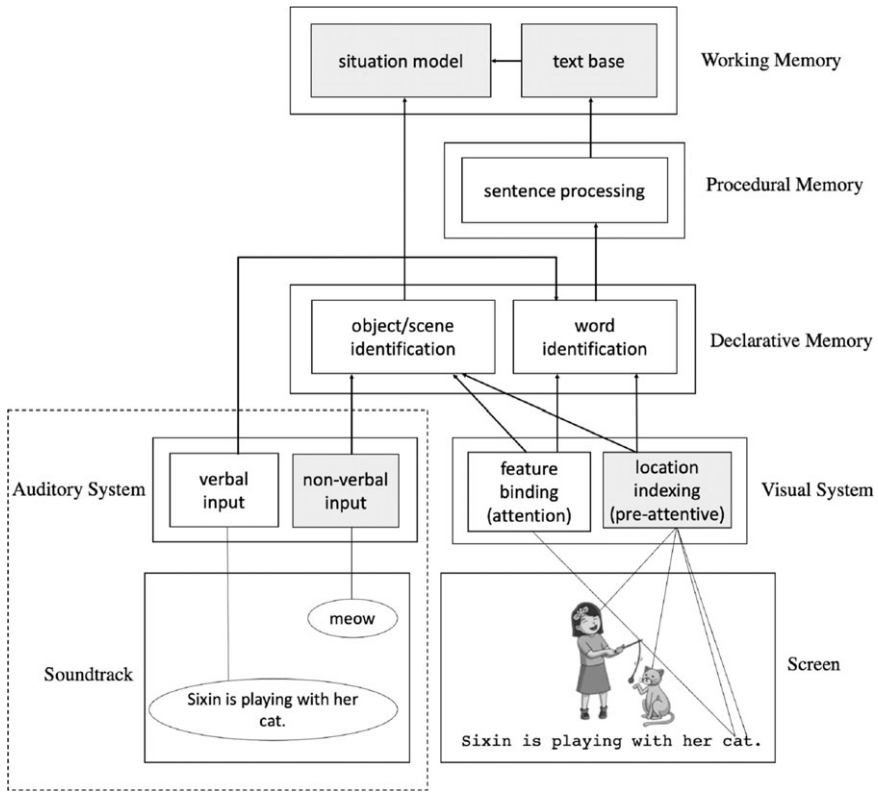 situation model
text base
Working Memory
sentence processing
Procedural Memory
object/scene
identification
word
identification
Declarative Memory
Auditory System
verbal
input
non-verbal
input
feature
binding
(attention)
location
indexing
(pre-attentive)
Visual System
meow
Soundtrack
Sixin is playing with her
cat.
Screen
Sixin is playing with her cat.